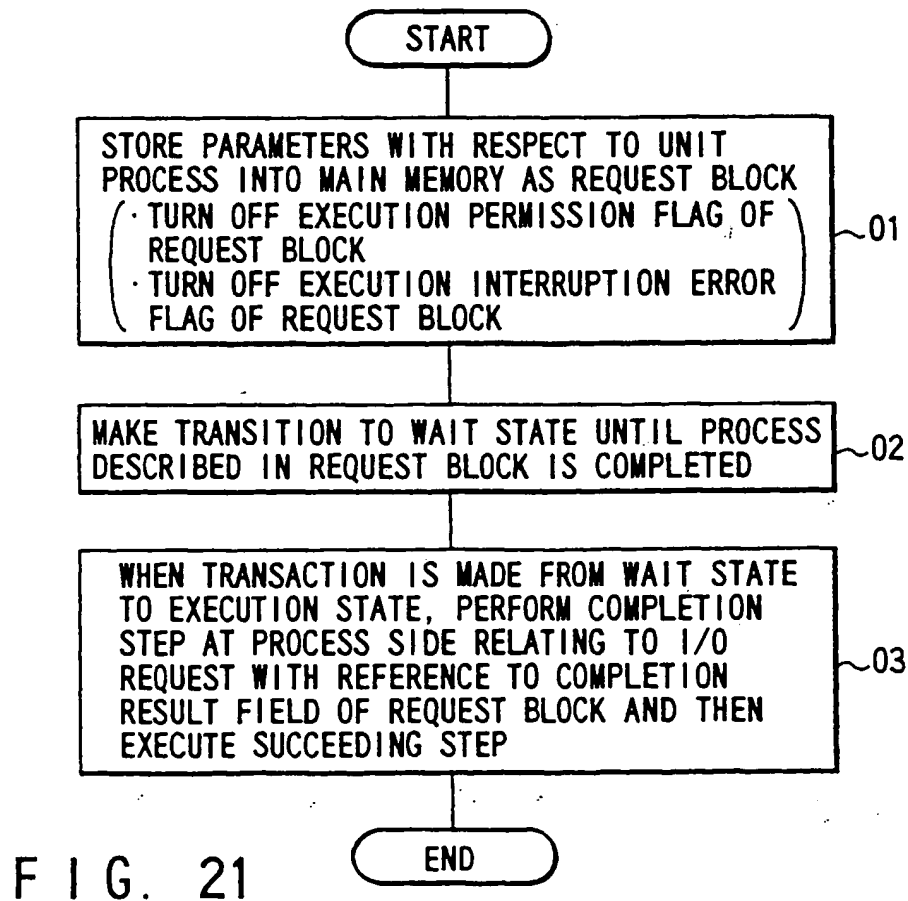 START
STORE PARAMETERS WITH RESPECT TO UNIT
PROCESS INTO MAIN MEMORY AS REQUEST BLOCK
· TURN OFF EXECUTION PERMISSION FLAG OF
REQUEST BLOCK
· TURN OFF EXECUTION INTERRUPTION ERROR
FLAG OF REQUEST BLOCK
01
MAKE TRANSITION TO WAIT STATE UNTIL PROCESS
DESCRIBED IN REQUEST BLOCK IS COMPLETED
02
WHEN TRANSACTION IS MADE FROM WAIT STATE
TO EXECUTION STATE, PERFORM COMPLETION
STEP AT PROCESS SIDE RELATING TO I/O
REQUEST WITH REFERENCE TO COMPLETION
RESULT FIELD OF REQUEST BLOCK AND THEN
EXECUTE SUCCEEDING STEP
03
END
FIG. 21